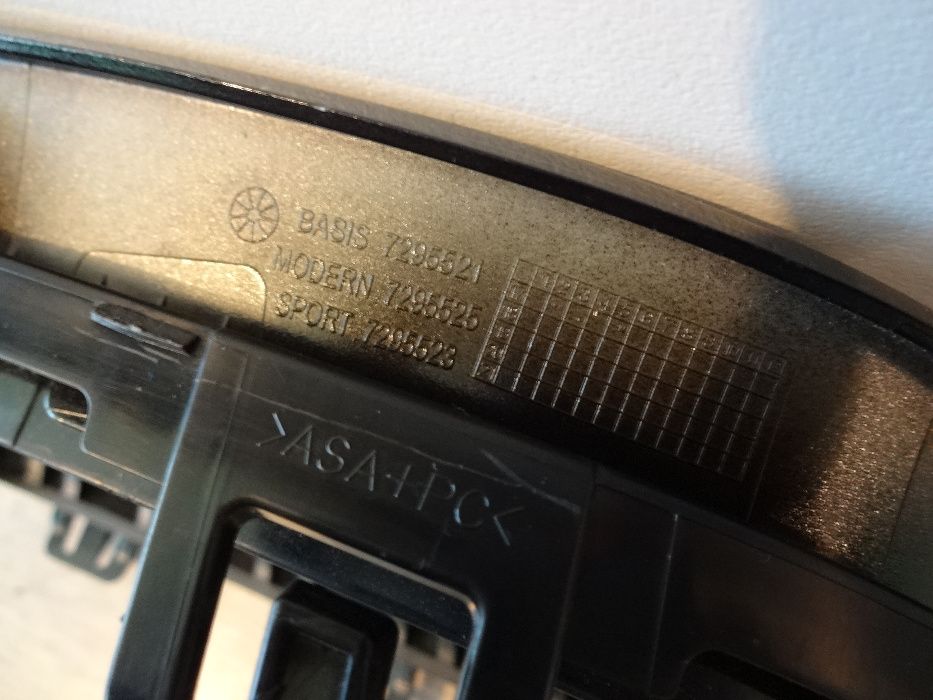 BASIS 7295521
MODERN 7295525
SPORT 7295523
>ASA+PC<